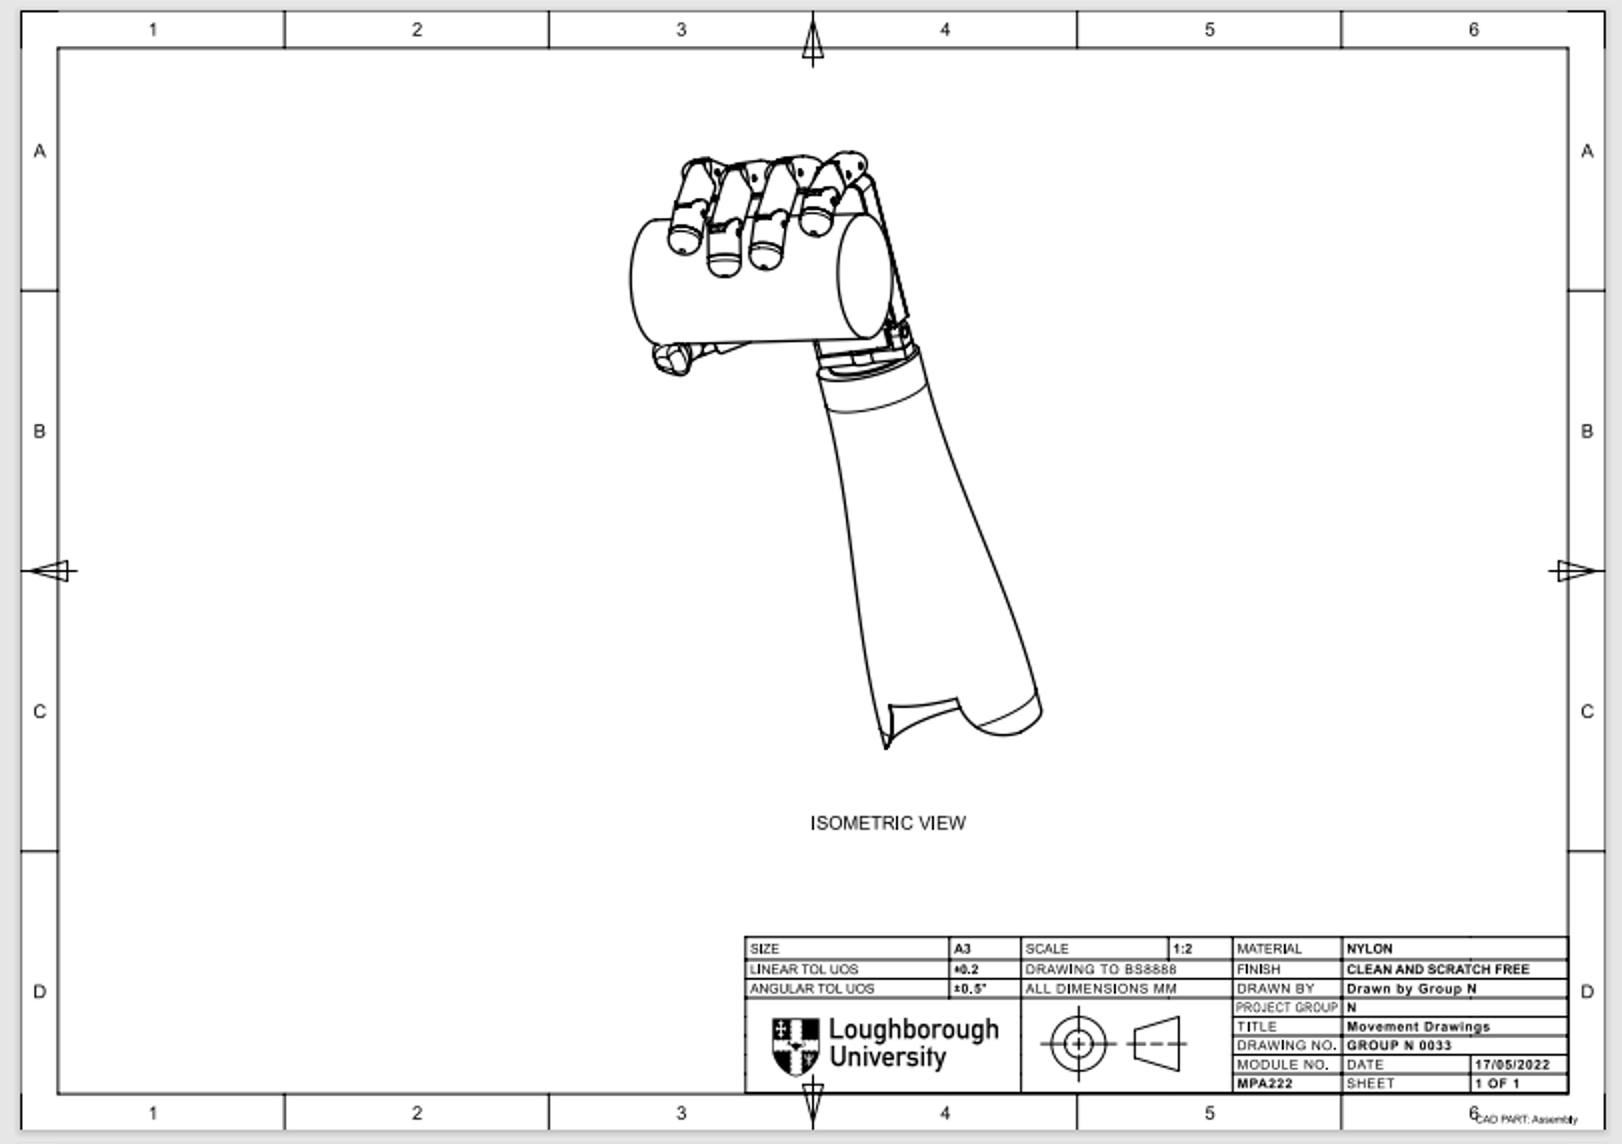 1 2 3 4 5 6
A A
B B
C C
D D
ISOMETRIC VIEW
SIZE A3 SCALE 1:2 MATERIAL NYLON
LINEAR TOL UOS ±0.2 DRAWING TO BS8888 FINISH CLEAN AND SCRATCH FREE
ANGULAR TOL UOS ±0.5° ALL DIMENSIONS MM DRAWN BY Drawn by Group N
PROJECT GROUP N
Loughborough
University
TITLE Movement Drawings
DRAWING NO. GROUP N 0033
MODULE NO. DATE 17/05/2022
MPA222 SHEET 1 OF 1
1 2 3 4 5 6
CAD PART: Assembly